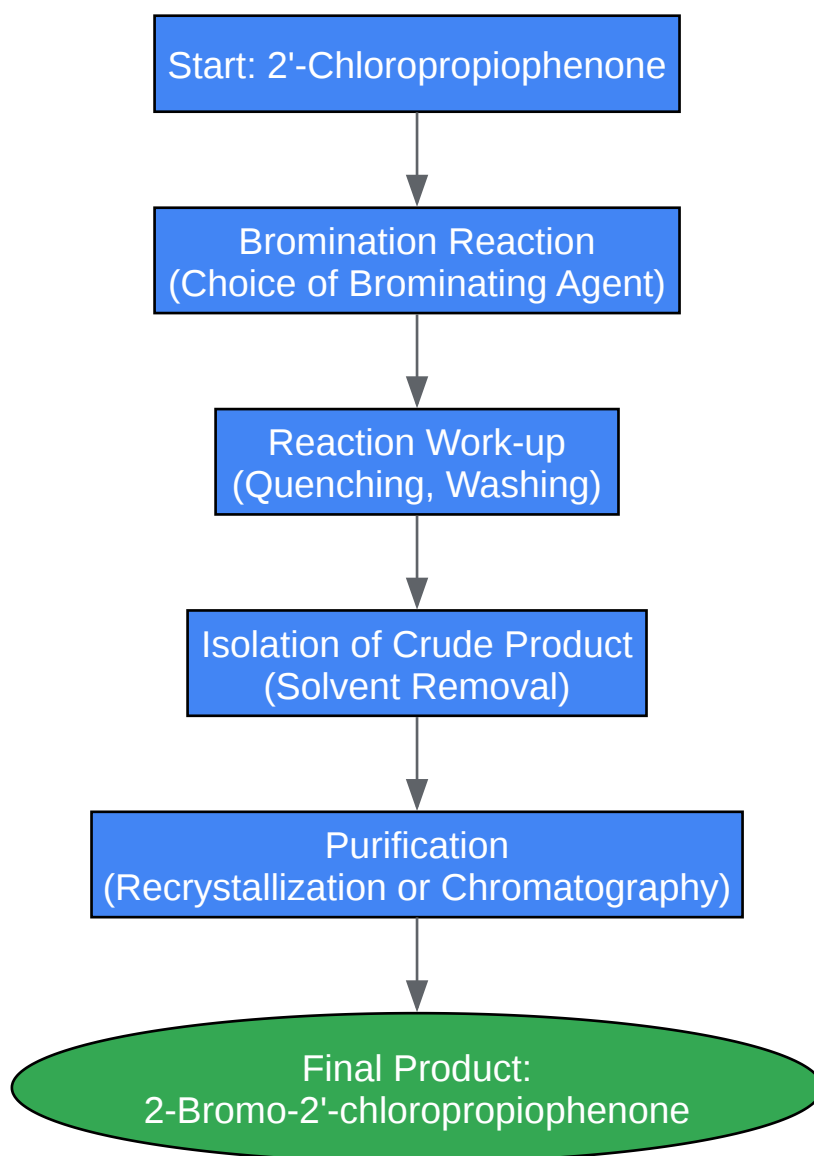 Start: 2'-Chloropropiophenone
Bromination Reaction
(Choice of Brominating Agent)
Reaction Work-up
(Quenching, Washing)
Isolation of Crude Product
(Solvent Removal)
Purification
(Recrystallization or Chromatography)
Final Product:
2-Bromo-2'-chloropropiophenone